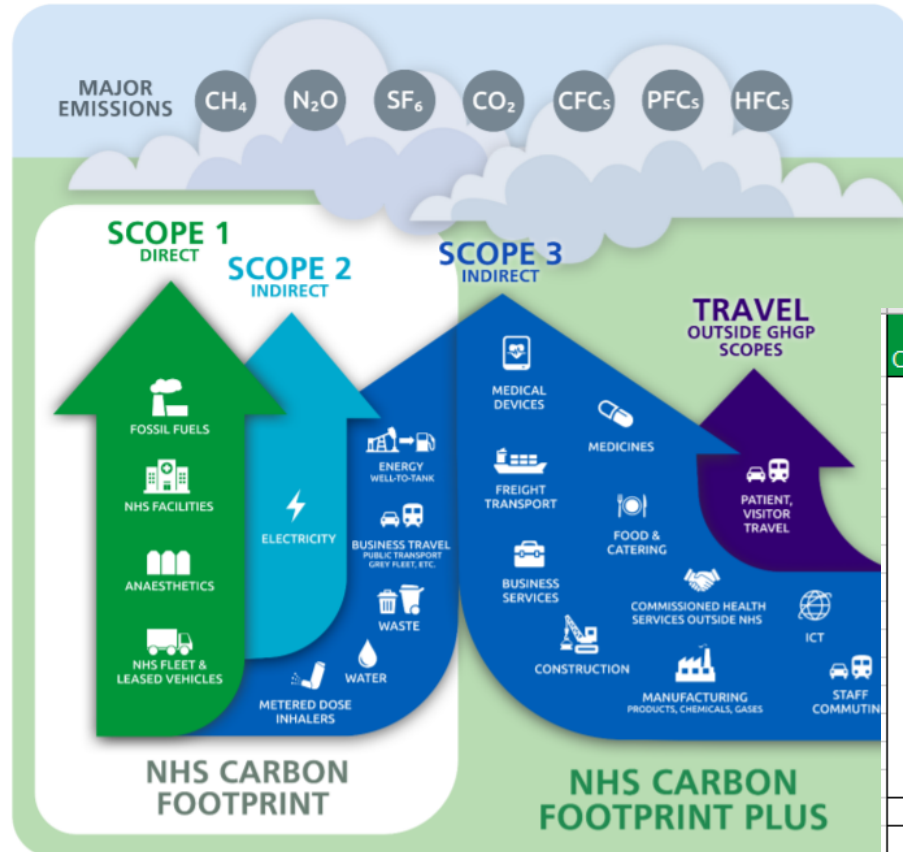 MAJOR
EMISSIONS
CH₄
N₂O
SF₆
CO₂
CFCs
PFCs
HFCs
SCOPE 1
DIRECT
SCOPE 2
INDIRECT
SCOPE 3
INDIRECT
TRAVEL
OUTSIDE GHGP
SCOPES
FOSSIL FUELS
NHS FACILITIES
ANAESTHETICS
NHS FLEET &
LEASED VEHICLES
ELECTRICITY
ENERGY
WELL-TO-TANK
BUSINESS TRAVEL
PUBLIC TRANSPORT
GREY FLEET, ETC.
WASTE
WATER
METERED DOSE
INHALERS
MEDICAL
DEVICES
FREIGHT
TRANSPORT
BUSINESS
SERVICES
CONSTRUCTION
MEDICINES
FOOD &
CATERING
COMMISSIONED HEALTH
SERVICES OUTSIDE NHS
MANUFACTURING
PRODUCTS, CHEMICALS, GASES
PATIENT,
VISITOR
TRAVEL
ICT
STAFF
COMMUTIN
NHS CARBON
FOOTPRINT
NHS CARBON
FOOTPRINT PLUS